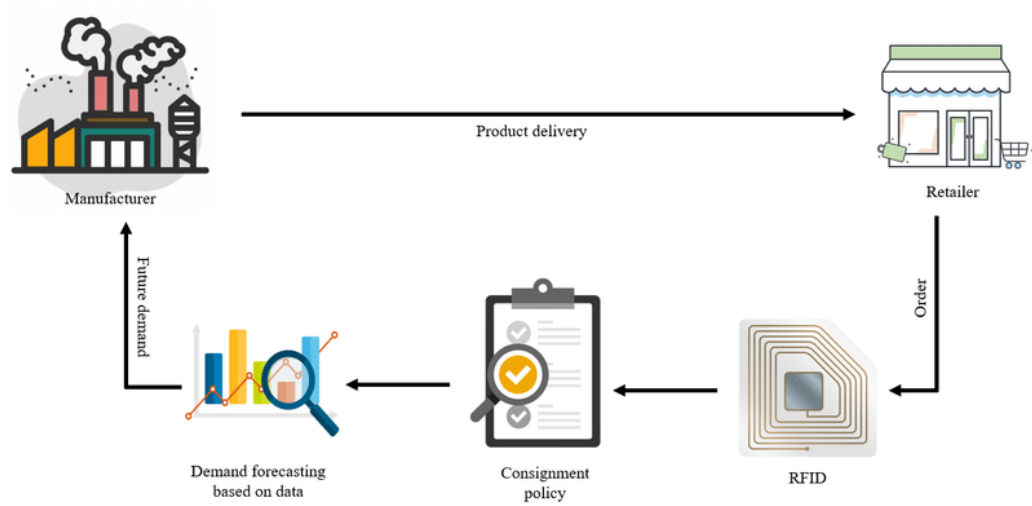 Product delivery
Manufacturer
Retailer
Future demand
Order
Demand forecasting
based on data
Consignment
policy
RFID